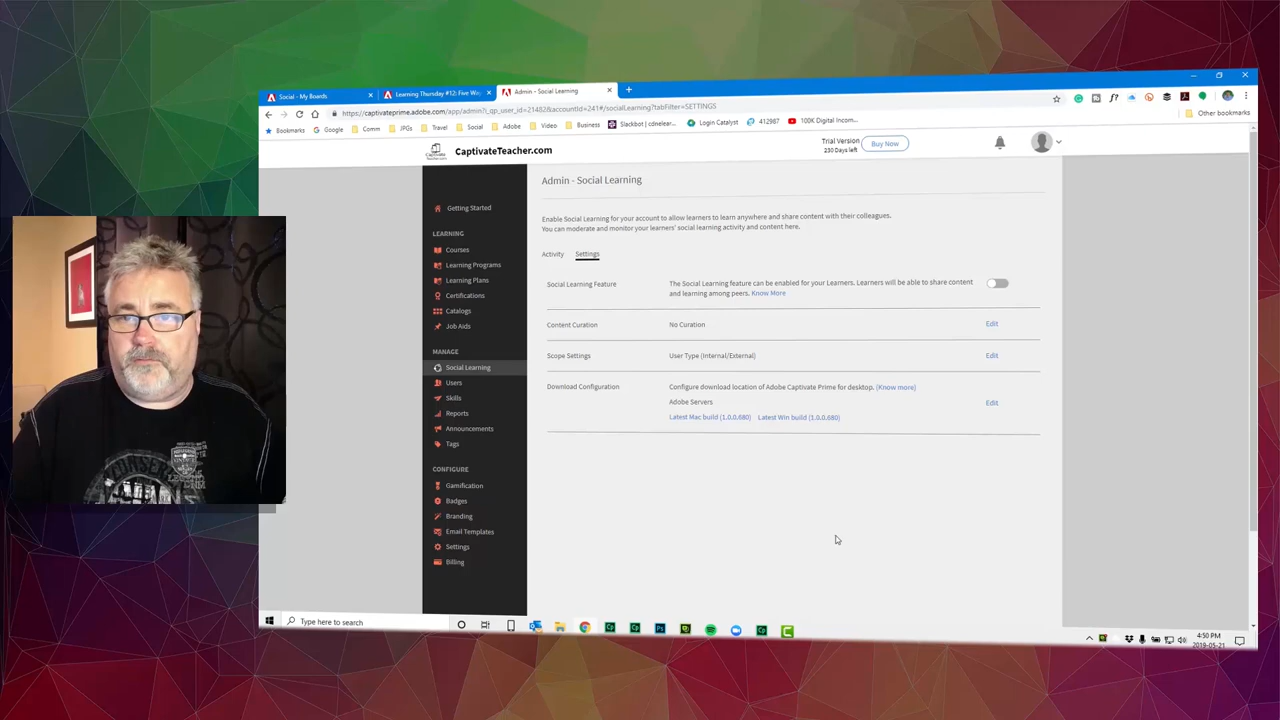 Social - My Boards
Learning Thursday #12: Five Way
Admin - Social Learning
https://captivateprime.adobe.com/app/admin?i_qp_user_id=21482&accountId=241#/socialLearning?tabFilter=SETTINGS
Bookmarks Google Comm JPGs Travel Social Adobe Video Business Slackbot | cdnelear Login Catalyst 412987 100K Digital Incom... Other bookmarks
CaptivateTeacher.com
Trial Version
230 Days left
Buy Now
Getting Started
LEARNING
Courses
Learning Programs
Learning Plans
Certifications
Catalogs
Job Aids
MANAGE
Social Learning
Users
Skills
Reports
Announcements
Tags
CONFIGURE
Gamification
Badges
Branding
Email Templates
Settings
Billing
Admin - Social Learning
Enable Social Learning for your account to allow learners to learn anywhere and share content with their colleagues.
You can moderate and monitor your learners' social learning activity and content here.
Activity Settings
Social Learning Feature
The Social Learning feature can be enabled for your Learners. Learners will be able to share content
and learning among peers. Know More
Content Curation No Curation Edit
Scope Settings User Type (Internal/External) Edit
Download Configuration Configure download location of Adobe Captivate Prime for desktop. (Know more)
Adobe Servers Edit
Latest Mac build (1.0.0.680) Latest Win build (1.0.0.680)
Type here to search
4:50 PM
2019-05-21